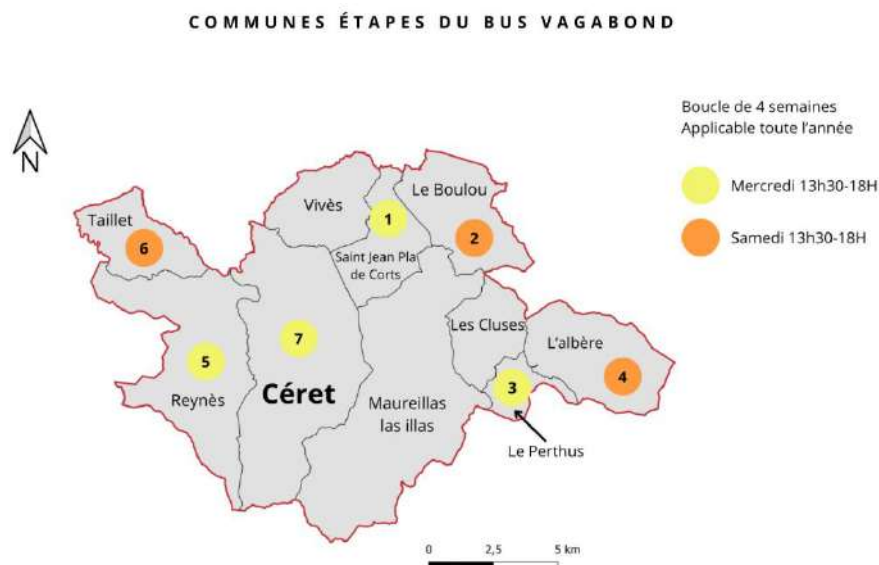 COMMUNES ÉTAPES DU BUS VAGABOND
Boucle de 4 semaines
Applicable toute l'année
Mercredi 13h30-18H
Samedi 13h30-18H
N
Taillet
6
Vivès
1
Le Boulou
2
Saint Jean Pla
de Corts
5
Reynès
7
Céret
Maureillas
las illas
Les Cluses
L'albère
3
4
Le Perthus
0
2,5
5 km